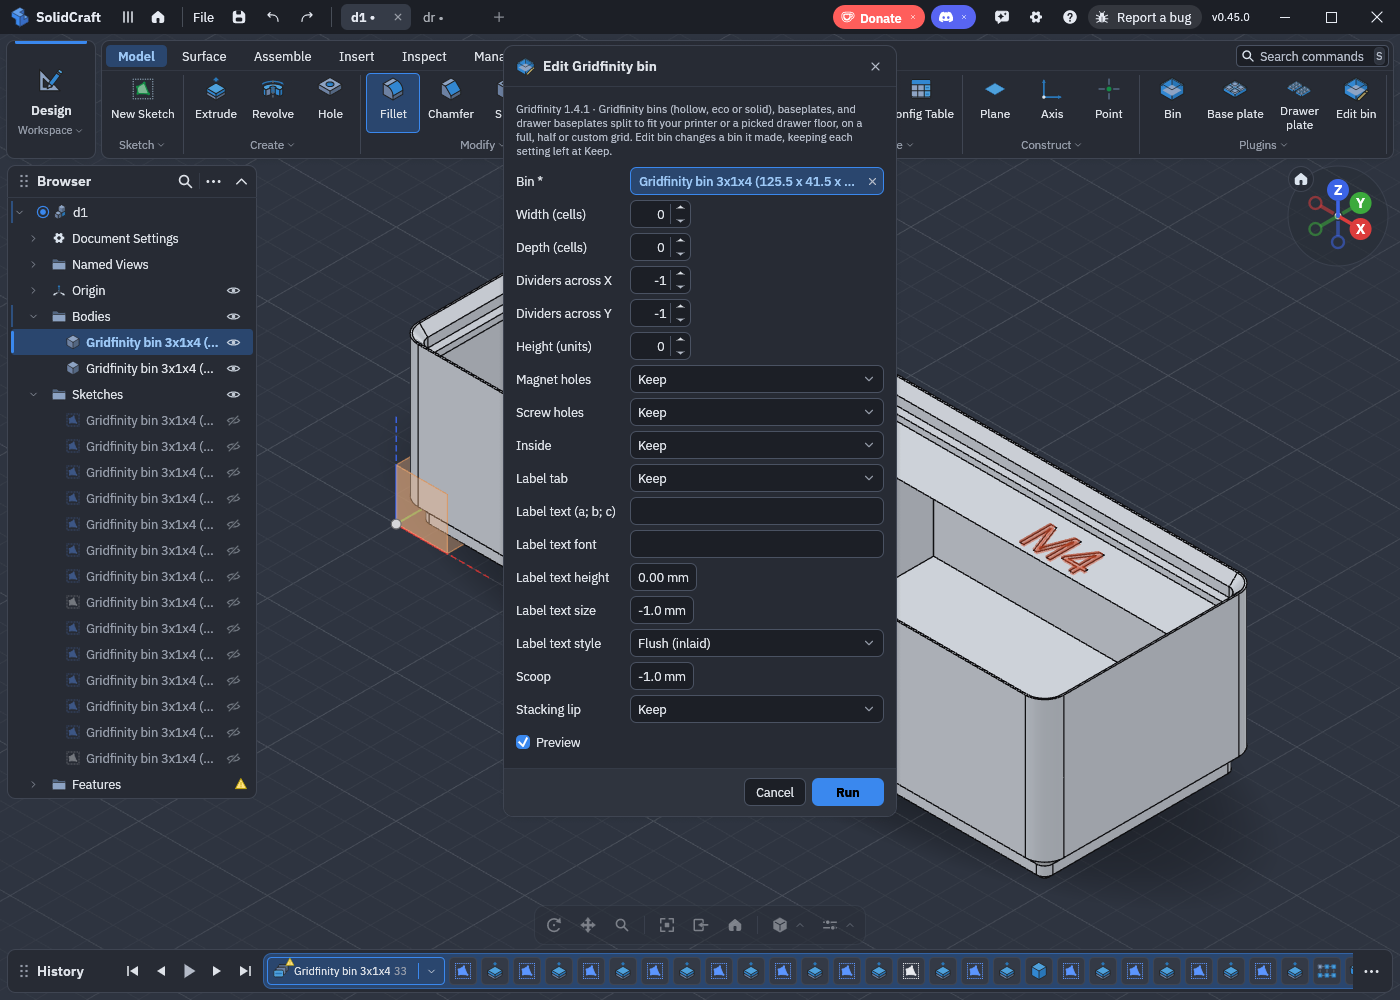 SolidCraft
File
d1 •
dr •
Donate
Report a bug
v0.45.0
Design
Workspace
Model
Surface
Assemble
Insert
Inspect
Search commands
S
New Sketch
Extrude
Revolve
Hole
Fillet
Chamfer
Plane
Axis
Point
Bin
Base plate
Drawer plate
Edit bin
Sketch
Create
Modify
Construct
Plugins
Edit Gridfinity bin
Gridfinity 1.4.1 · Gridfinity bins (hollow, eco or solid), baseplates, and
drawer baseplates split to fit your printer or a picked drawer floor, on a
full, half or custom grid. Edit bin changes a bin it made, keeping each
setting left at Keep.
Bin *
Gridfinity bin 3x1x4 (125.5 x 41.5 x ...
Width (cells)
0
Depth (cells)
0
Dividers across X
-1
Dividers across Y
-1
Height (units)
0
Magnet holes
Keep
Screw holes
Keep
Inside
Keep
Label tab
Keep
Label text (a; b; c)
Label text font
Label text height
0.00 mm
Label text size
-1.0 mm
Label text style
Flush (inlaid)
Scoop
-1.0 mm
Stacking lip
Keep
Preview
Cancel
Run
Browser
d1
Document Settings
Named Views
Origin
Bodies
Gridfinity bin 3x1x4 (...
Gridfinity bin 3x1x4 (...
Sketches
Gridfinity bin 3x1x4 (...
Gridfinity bin 3x1x4 (...
Gridfinity bin 3x1x4 (...
Gridfinity bin 3x1x4 (...
Gridfinity bin 3x1x4 (...
Gridfinity bin 3x1x4 (...
Gridfinity bin 3x1x4 (...
Gridfinity bin 3x1x4 (...
Gridfinity bin 3x1x4 (...
Gridfinity bin 3x1x4 (...
Gridfinity bin 3x1x4 (...
Gridfinity bin 3x1x4 (...
Gridfinity bin 3x1x4 (...
Gridfinity bin 3x1x4 (...
Features
Z
Y
X
M4
History
Gridfinity bin 3x1x4 33